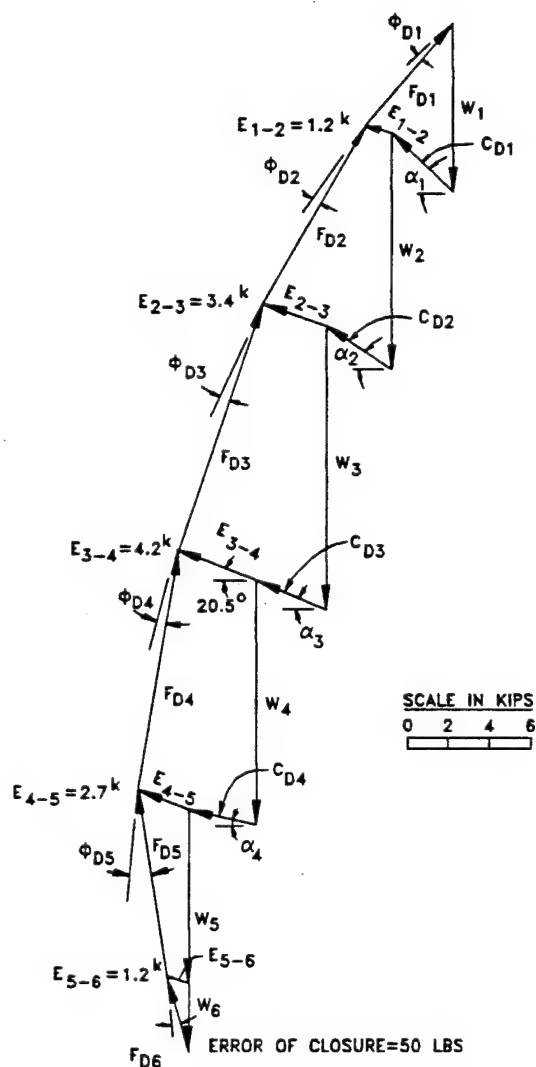 ΦD1
FD1
W1
E1-2=1.2k
E1-2
CD1
α1
ΦD2
FD2
W2
E2-3=3.4k
E2-3
CD2
α2
ΦD3
FD3
W3
E3-4=4.2k
E3-4
CD3
20.5°
α3
ΦD4
FD4
W4
SCALE IN KIPS
0 2 4 6
E4-5=2.7k
E4-5
CD4
α4
ΦD5
FD5
W5
E5-6=1.2k
E5-6
W6
FD6
ERROR OF CLOSURE=50 LBS